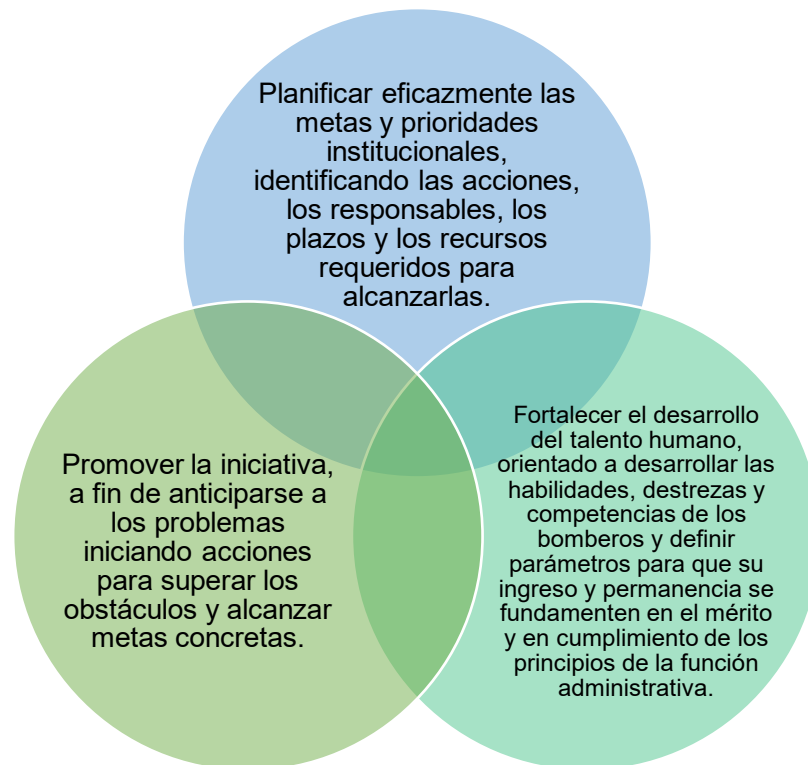 Planificar eficazmente las
metas y prioridades
institucionales,
identificando las acciones,
los responsables, los
plazos y los recursos
requeridos para
alcanzarlas.
Promover la iniciativa,
a fin de anticiparse a
los problemas
iniciando acciones
para superar los
obstáculos y alcanzar
metas concretas.
Fortalecer el desarrollo
del talento humano,
orientado a desarrollar las
habilidades, destrezas y
competencias de los
bomberos y definir
parámetros para que su
ingreso y permanencia se
fundamenten en el mérito
y en cumplimiento de los
principios de la función
administrativa.